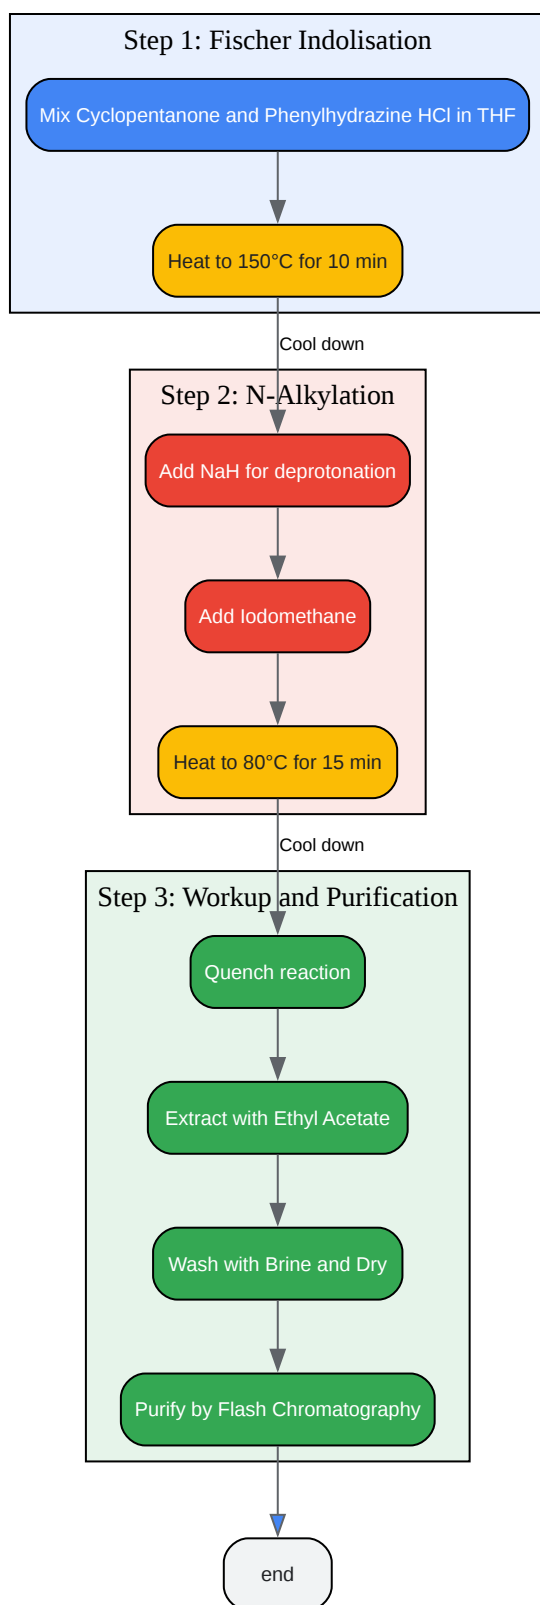 Step 1: Fischer Indolisation
Mix Cyclopentanone and Phenylhydrazine HCl in THF
Heat to 150°C for 10 min
Cool down
Step 2: N-Alkylation
Add NaH for deprotonation
Add Iodomethane
Heat to 80°C for 15 min
Cool down
Step 3: Workup and Purification
Quench reaction
Extract with Ethyl Acetate
Wash with Brine and Dry
Purify by Flash Chromatography
end